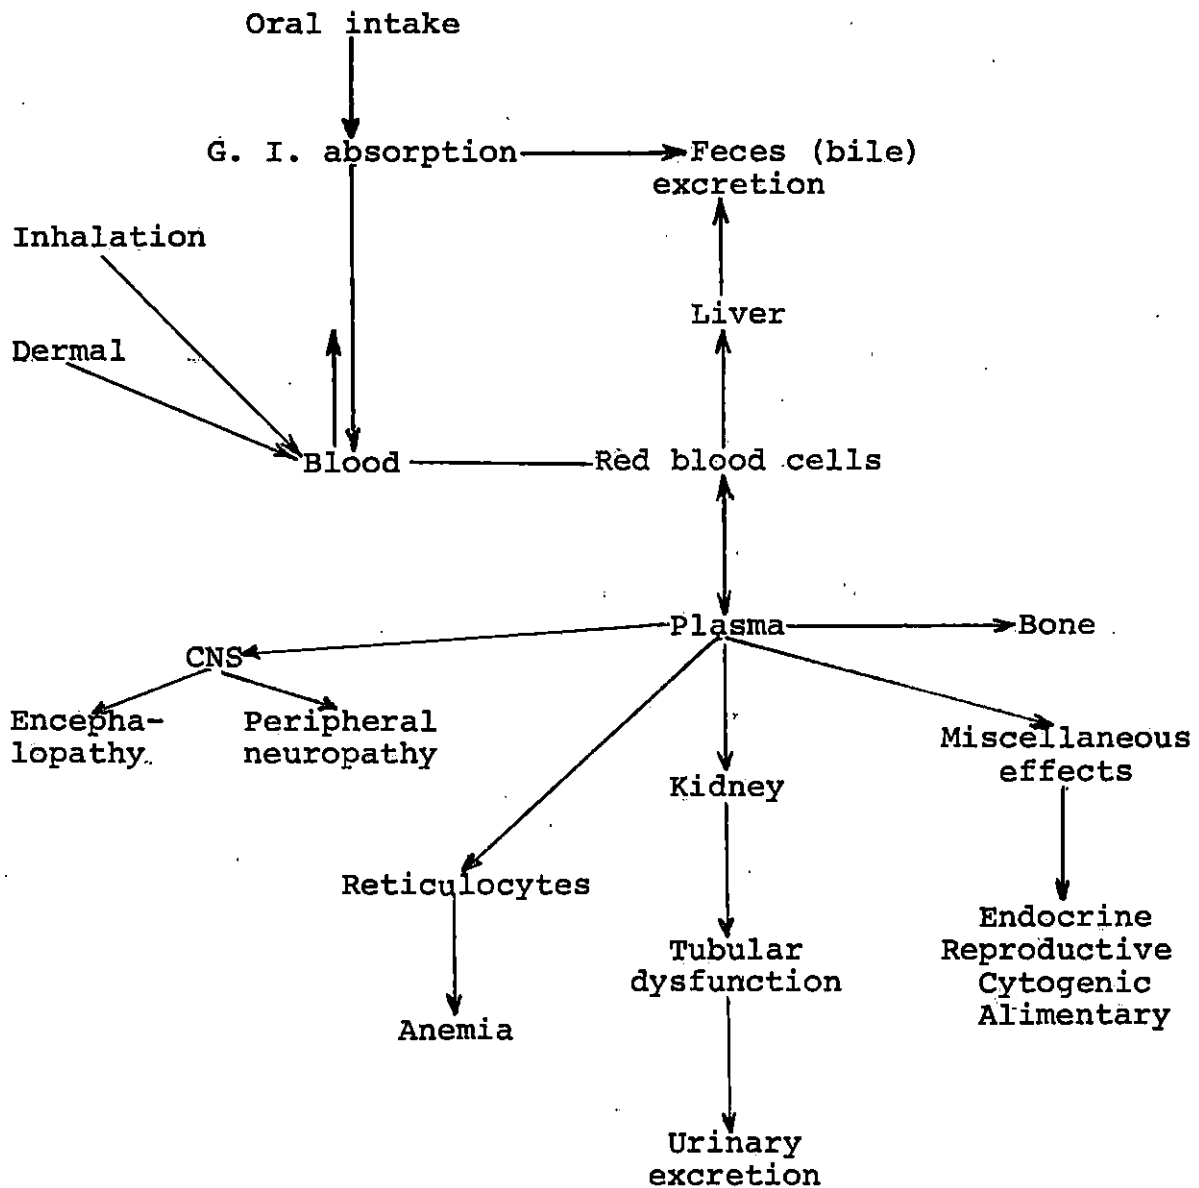 Oral intake
G. I. absorption
Feces (bile)
excretion
Inhalation
Liver
Dermal
Blood
Red blood cells
Plasma
Bone
CNS
Encepha-
lopathy
Peripheral
neuropathy
Miscellaneous
effects
Kidney
Reticulocytes
Endocrine
Reproductive
Cytogenic
Alimentary
Tubular
dysfunction
Anemia
Urinary
excretion